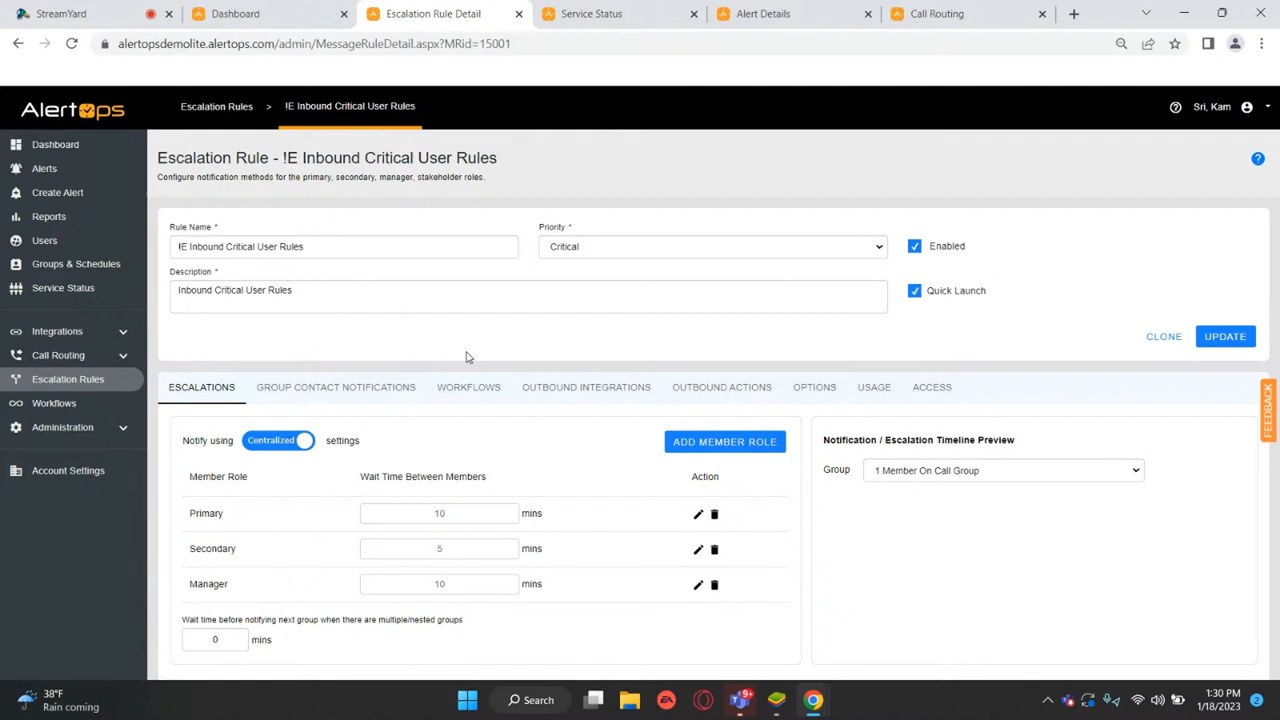 StreamYard
Dashboard
Escalation Rule Detail
Service Status
Alert Details
Call Routing
alertopsdemolite.alertops.com/admin/MessageRuleDetail.aspx?MRid=15001
AlertOps
Escalation Rules > !E Inbound Critical User Rules
Sri, Kam
Dashboard
Alerts
Create Alert
Reports
Users
Groups & Schedules
Service Status
Integrations
Call Routing
Escalation Rules
Workflows
Administration
Account Settings
Escalation Rule - !E Inbound Critical User Rules
Configure notification methods for the primary, secondary, manager, stakeholder roles.
Rule Name *
!E Inbound Critical User Rules
Priority *
Critical
Enabled
Description *
Inbound Critical User Rules
Quick Launch
CLONE
UPDATE
ESCALATIONS
GROUP CONTACT NOTIFICATIONS
WORKFLOWS
OUTBOUND INTEGRATIONS
OUTBOUND ACTIONS
OPTIONS
USAGE
ACCESS
FEEDBACK
Notify using Centralized settings
ADD MEMBER ROLE
Member Role Wait Time Between Members Action
Primary 10 mins
Secondary 5 mins
Manager 10 mins
Wait time before notifying next group when there are multiple/nested groups
0 mins
Notification / Escalation Timeline Preview
Group 1 Member On Call Group
38°F
Rain coming
Search
9+
1:30 PM
1/18/2023
2